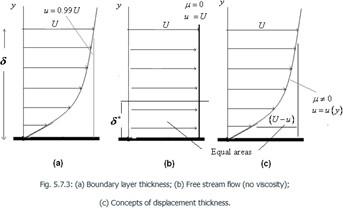 y
y
y
u = 0.99U
μ = 0
u = U
U
U
U
δ
δ*
μ ≠ 0
u = u(y)
(U−u)
Equal areas
(a)
(b)
(c)
Fig. 5.7.3: (a) Boundary layer thickness; (b) Free stream flow (no viscosity);
(c) Concepts of displacement thickness.